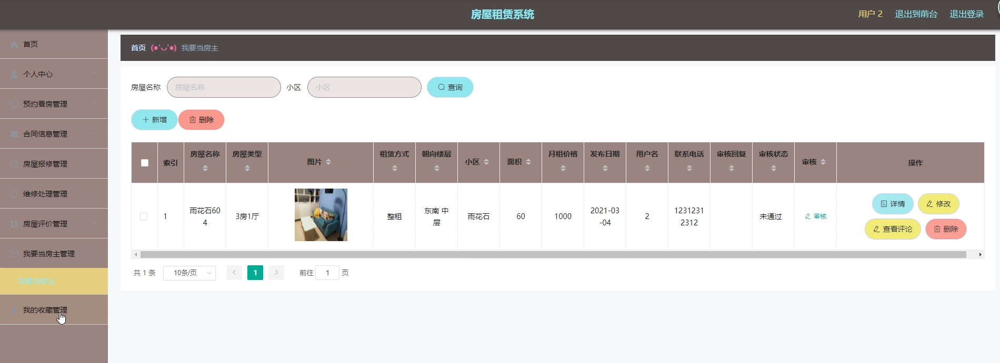 房屋租赁系统
用户 2 退出到前台 退出登录
首页
个人中心
预约看房管理
合同信息管理
房屋报修管理
维修处理管理
房屋评价管理
我要当房主管理
我要当房主
我的收藏管理
首页 (●'◡'●) 我要当房主
房屋名称 房屋名称 小区 小区 查询
新增 删除
索引 房屋名称 房屋类型 图片 租赁方式 朝向楼层 小区 面积 月租价格 发布日期 用户名 联系电话 审核回复 审核状态 审核 操作
1 雨花石60 3房1厅 整租 东南 中 雨花石 60 1000 2021-03 2 1231231 未通过 审核 详情 修改
4 层 -04 2312 查看评论 删除
共 1 条 10条/页 1 前往 1 页